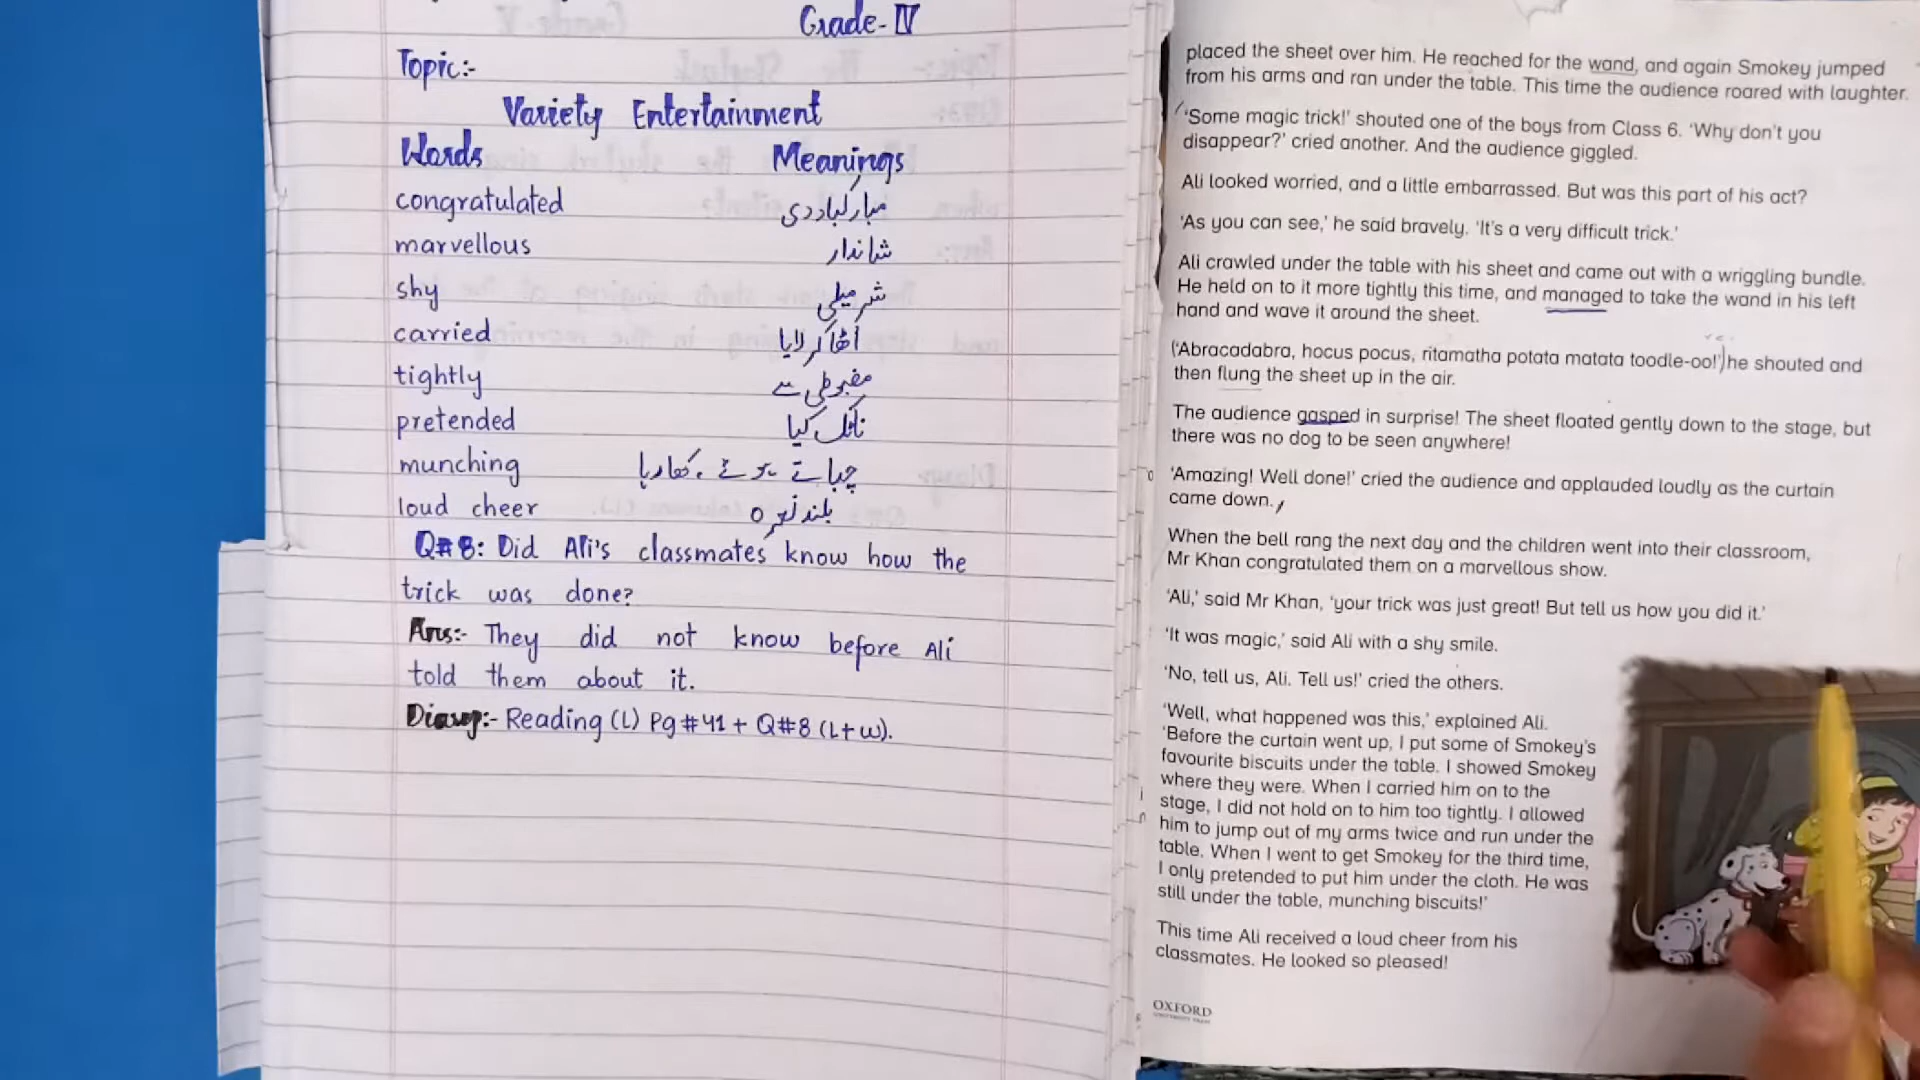 Grade-IV
Topic:-
Variety Entertainment
Words Meanings
congratulated مبارکباد دی
marvellous شاندار
shy شرمیلی
carried اٹھا کر لایا
tightly مضبوطی سے
pretended ناٹک کیا
munching چباتے ہوئے، کھا رہا
loud cheer بلند نعرہ
Q#8: Did Ali's classmates know how the
trick was done?
Ans:- They did not know before Ali
told them about it.
Diary:- Reading (L) Pg#41 + Q#8 (L+w).
placed the sheet over him. He reached for the wand, and again Smokey jumped
from his arms and ran under the table. This time the audience roared with laughter.
'Some magic trick!' shouted one of the boys from Class 6. 'Why don't you
disappear?' cried another. And the audience giggled.
Ali looked worried, and a little embarrassed. But was this part of his act?
'As you can see,' he said bravely. 'It's a very difficult trick.'
Ali crawled under the table with his sheet and came out with a wriggling bundle.
He held on to it more tightly this time, and managed to take the wand in his left
hand and wave it around the sheet.
'Abracadabra, hocus pocus, ritamatha potata matata toodle-oo!' he shouted and
then flung the sheet up in the air.
The audience gasped in surprise! The sheet floated gently down to the stage, but
there was no dog to be seen anywhere!
'Amazing! Well done!' cried the audience and applauded loudly as the curtain
came down.
When the bell rang the next day and the children went into their classroom,
Mr Khan congratulated them on a marvellous show.
'Ali,' said Mr Khan, 'your trick was just great! But tell us how you did it.'
'It was magic,' said Ali with a shy smile.
'No, tell us, Ali. Tell us!' cried the others.
'Well, what happened was this,' explained Ali.
'Before the curtain went up, I put some of Smokey's
favourite biscuits under the table. I showed Smokey
where they were. When I carried him on to the
stage, I did not hold on to him too tightly. I allowed
him to jump out of my arms twice and run under the
table. When I went to get Smokey for the third time,
I only pretended to put him under the cloth. He was
still under the table, munching biscuits!'
This time Ali received a loud cheer from his
classmates. He looked so pleased!
OXFORD
UNIVERSITY PRESS